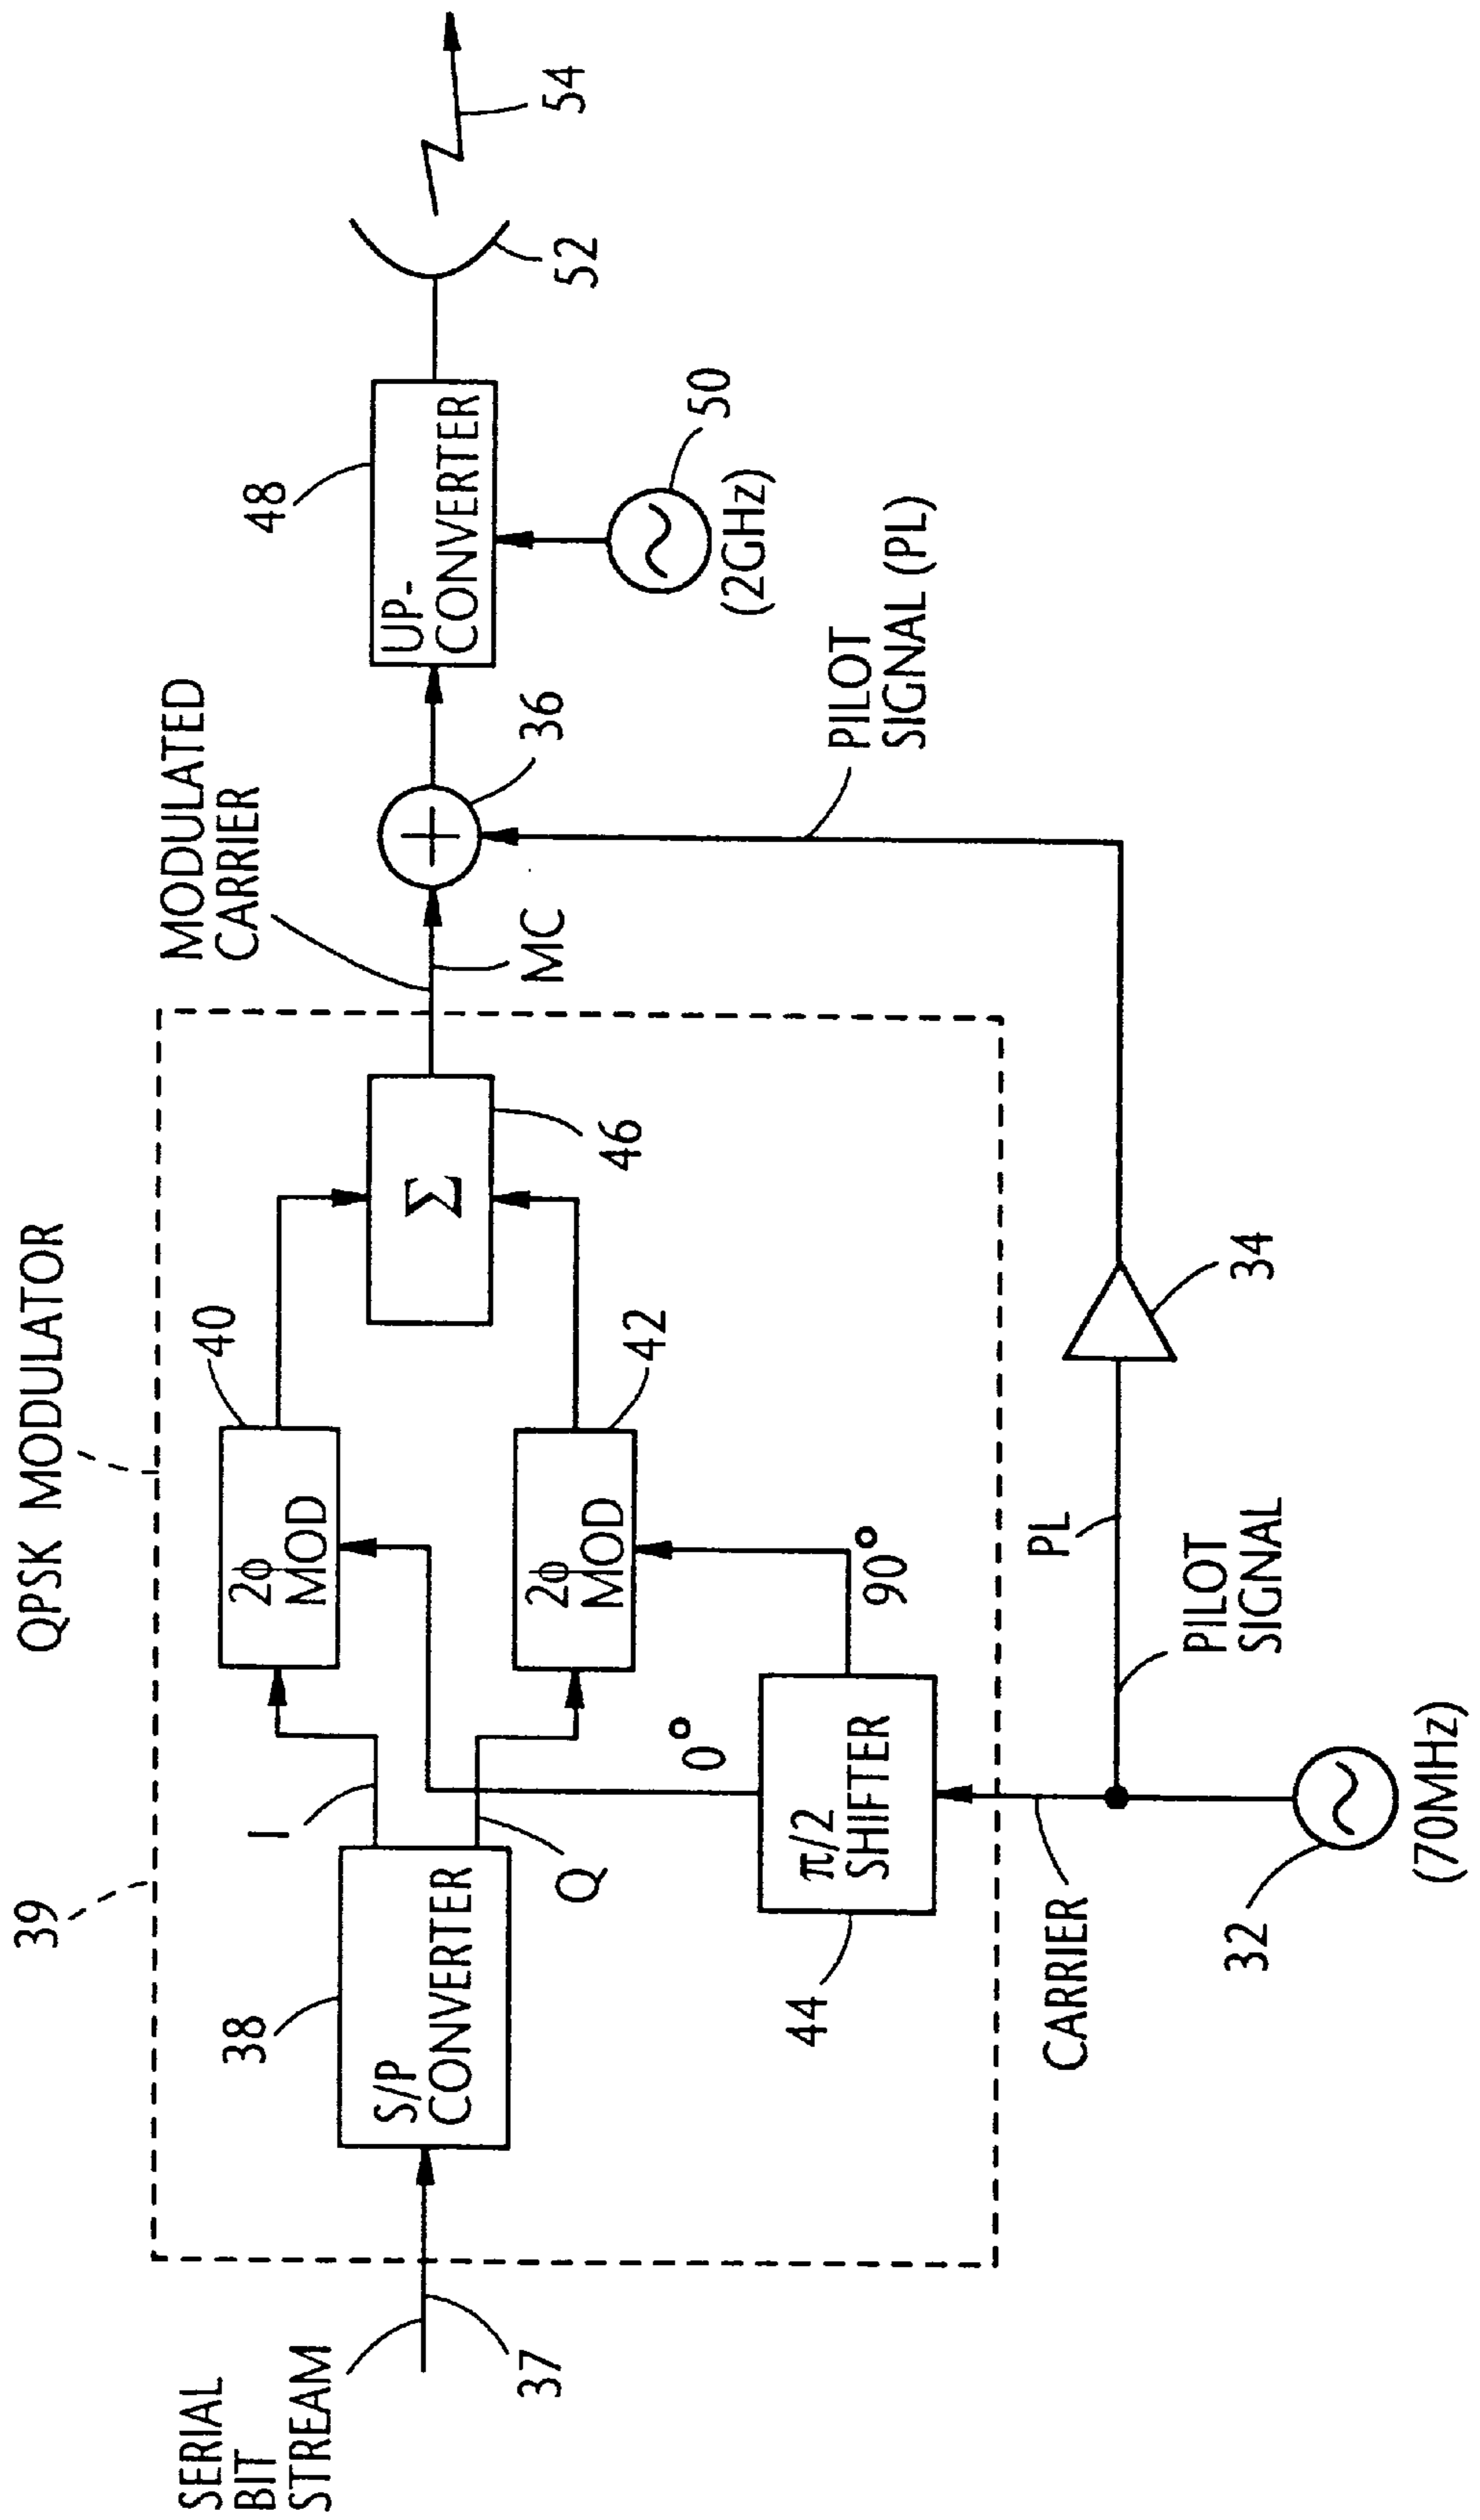 QPSK MODULATOR
39
MODULATED
CARRIER
SERIAL
BIT
STREAM
37
38
S/P
CONVERTER
I
Q
40
2φ
MOD
42
2φ
MOD
0°
90°
44
π/2
SHIFTER
Σ
46
MC
36
48
UP-
CONVERTER
50
(2GHz)
52
54
CARRIER
32
(70MHz)
PL
PILOT
SIGNAL
34
PILOT
SIGNAL (PL)